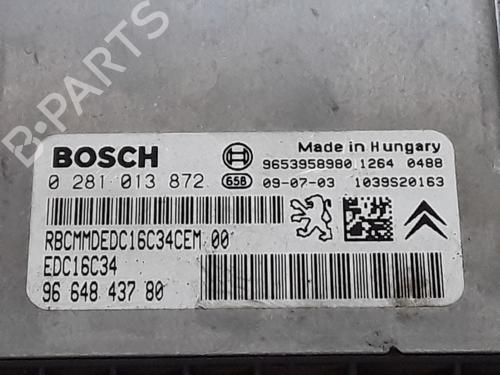 B-PARTS
BOSCH
Made in Hungary
9653958980 1264 0488
0 281 013 872 658 09-07-03 1039S20163
RBCMMDEDC16C34CEM 00
EDC16C34
96 648 437 80